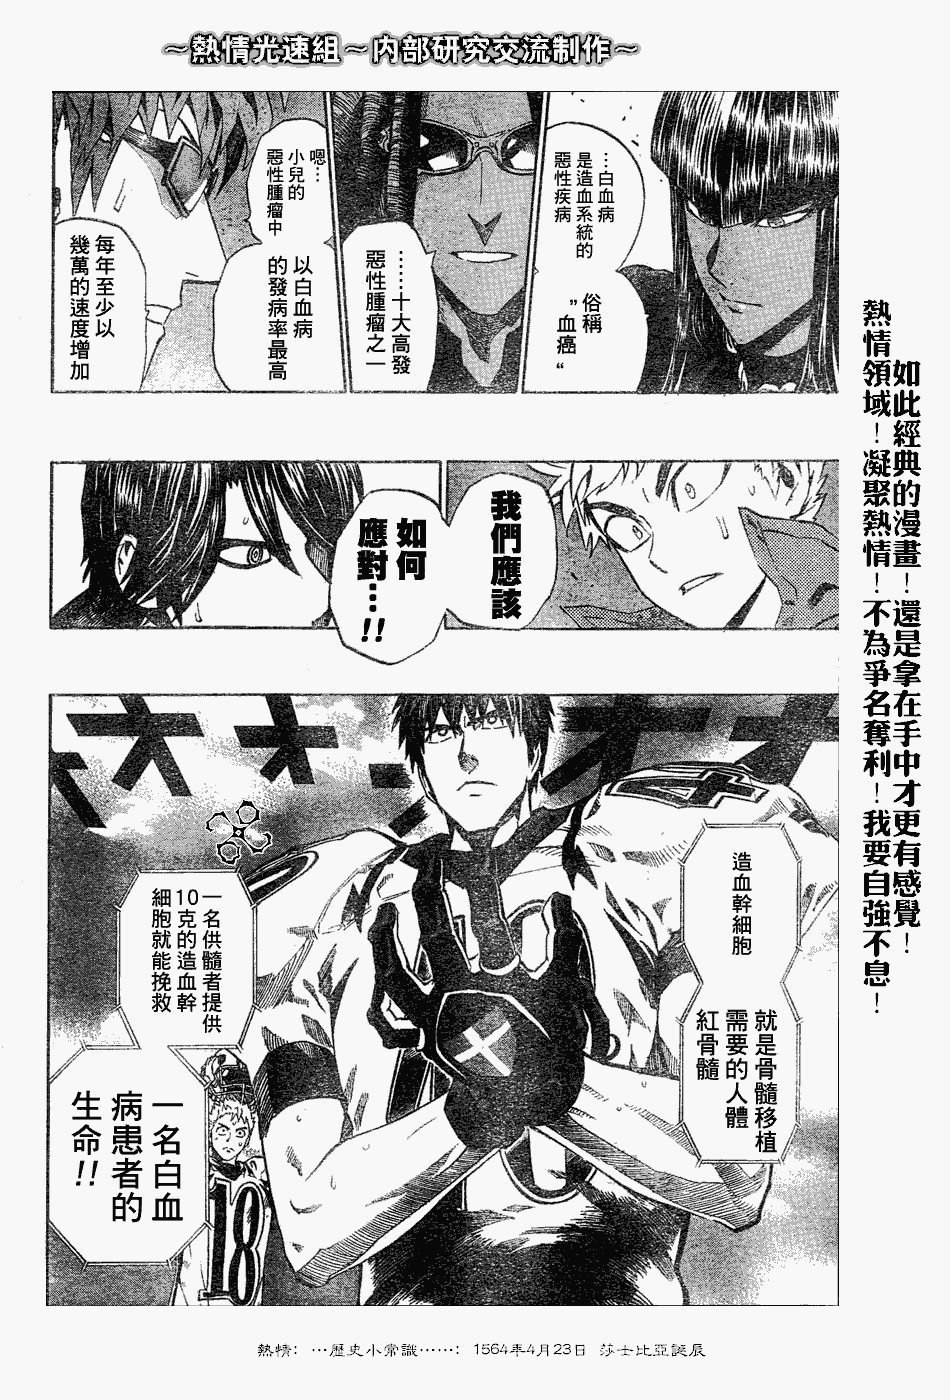 ～熱情光速組～内部研究交流制作～
…白血病
是造血系統的
惡性疾病
俗稱
〃血癌〃
……十大高發
惡性腫瘤之一
嗯…
小兒的
惡性腫瘤中
以白血病
的發病率最高
每年至少以
幾萬的速度增加
我們應該
如何
應對…!!
オオオオオ
4
造血幹細胞
就是骨髓移植
需要的人體
紅骨髓
一名供髓者提供
10克的造血幹
細胞就能挽救
一名白血
病患者的
生命!!
18
如此經典的漫畫！還是拿在手中才更有感覺！
熱情領域！凝聚熱情！不為爭名奪利！我要自強不息！
熱情：…歷史小常識……：1564年4月23日 莎士比亞誕辰